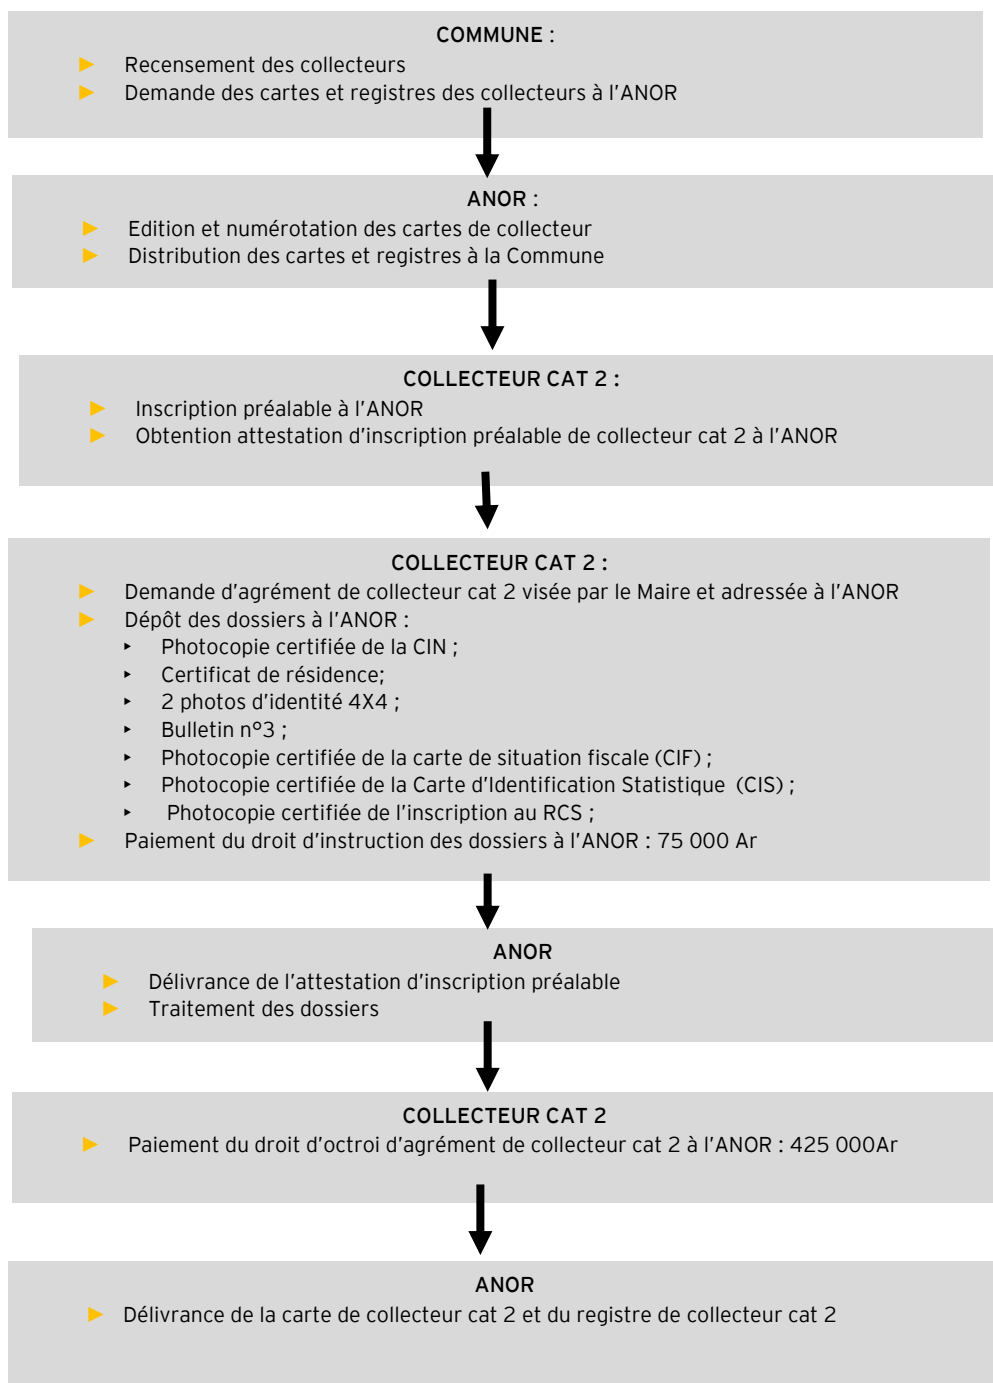 COMMUNE :
► Recensement des collecteurs
► Demande des cartes et registres des collecteurs à l'ANOR
ANOR :
► Edition et numérotation des cartes de collecteur
► Distribution des cartes et registres à la Commune
COLLECTEUR CAT 2 :
► Inscription préalable à l'ANOR
► Obtention attestation d'inscription préalable de collecteur cat 2 à l'ANOR
COLLECTEUR CAT 2 :
► Demande d'agrément de collecteur cat 2 visée par le Maire et adressée à l'ANOR
► Dépôt des dossiers à l'ANOR :
‣ Photocopie certifiée de la CIN ;
‣ Certificat de résidence;
‣ 2 photos d'identité 4X4 ;
‣ Bulletin n°3 ;
‣ Photocopie certifiée de la carte de situation fiscale (CIF) ;
‣ Photocopie certifiée de la Carte d'Identification Statistique (CIS) ;
‣ Photocopie certifiée de l'inscription au RCS ;
► Paiement du droit d'instruction des dossiers à l'ANOR : 75 000 Ar
ANOR
► Délivrance de l'attestation d'inscription préalable
► Traitement des dossiers
COLLECTEUR CAT 2
► Paiement du droit d'octroi d'agrément de collecteur cat 2 à l'ANOR : 425 000Ar
ANOR
► Délivrance de la carte de collecteur cat 2 et du registre de collecteur cat 2